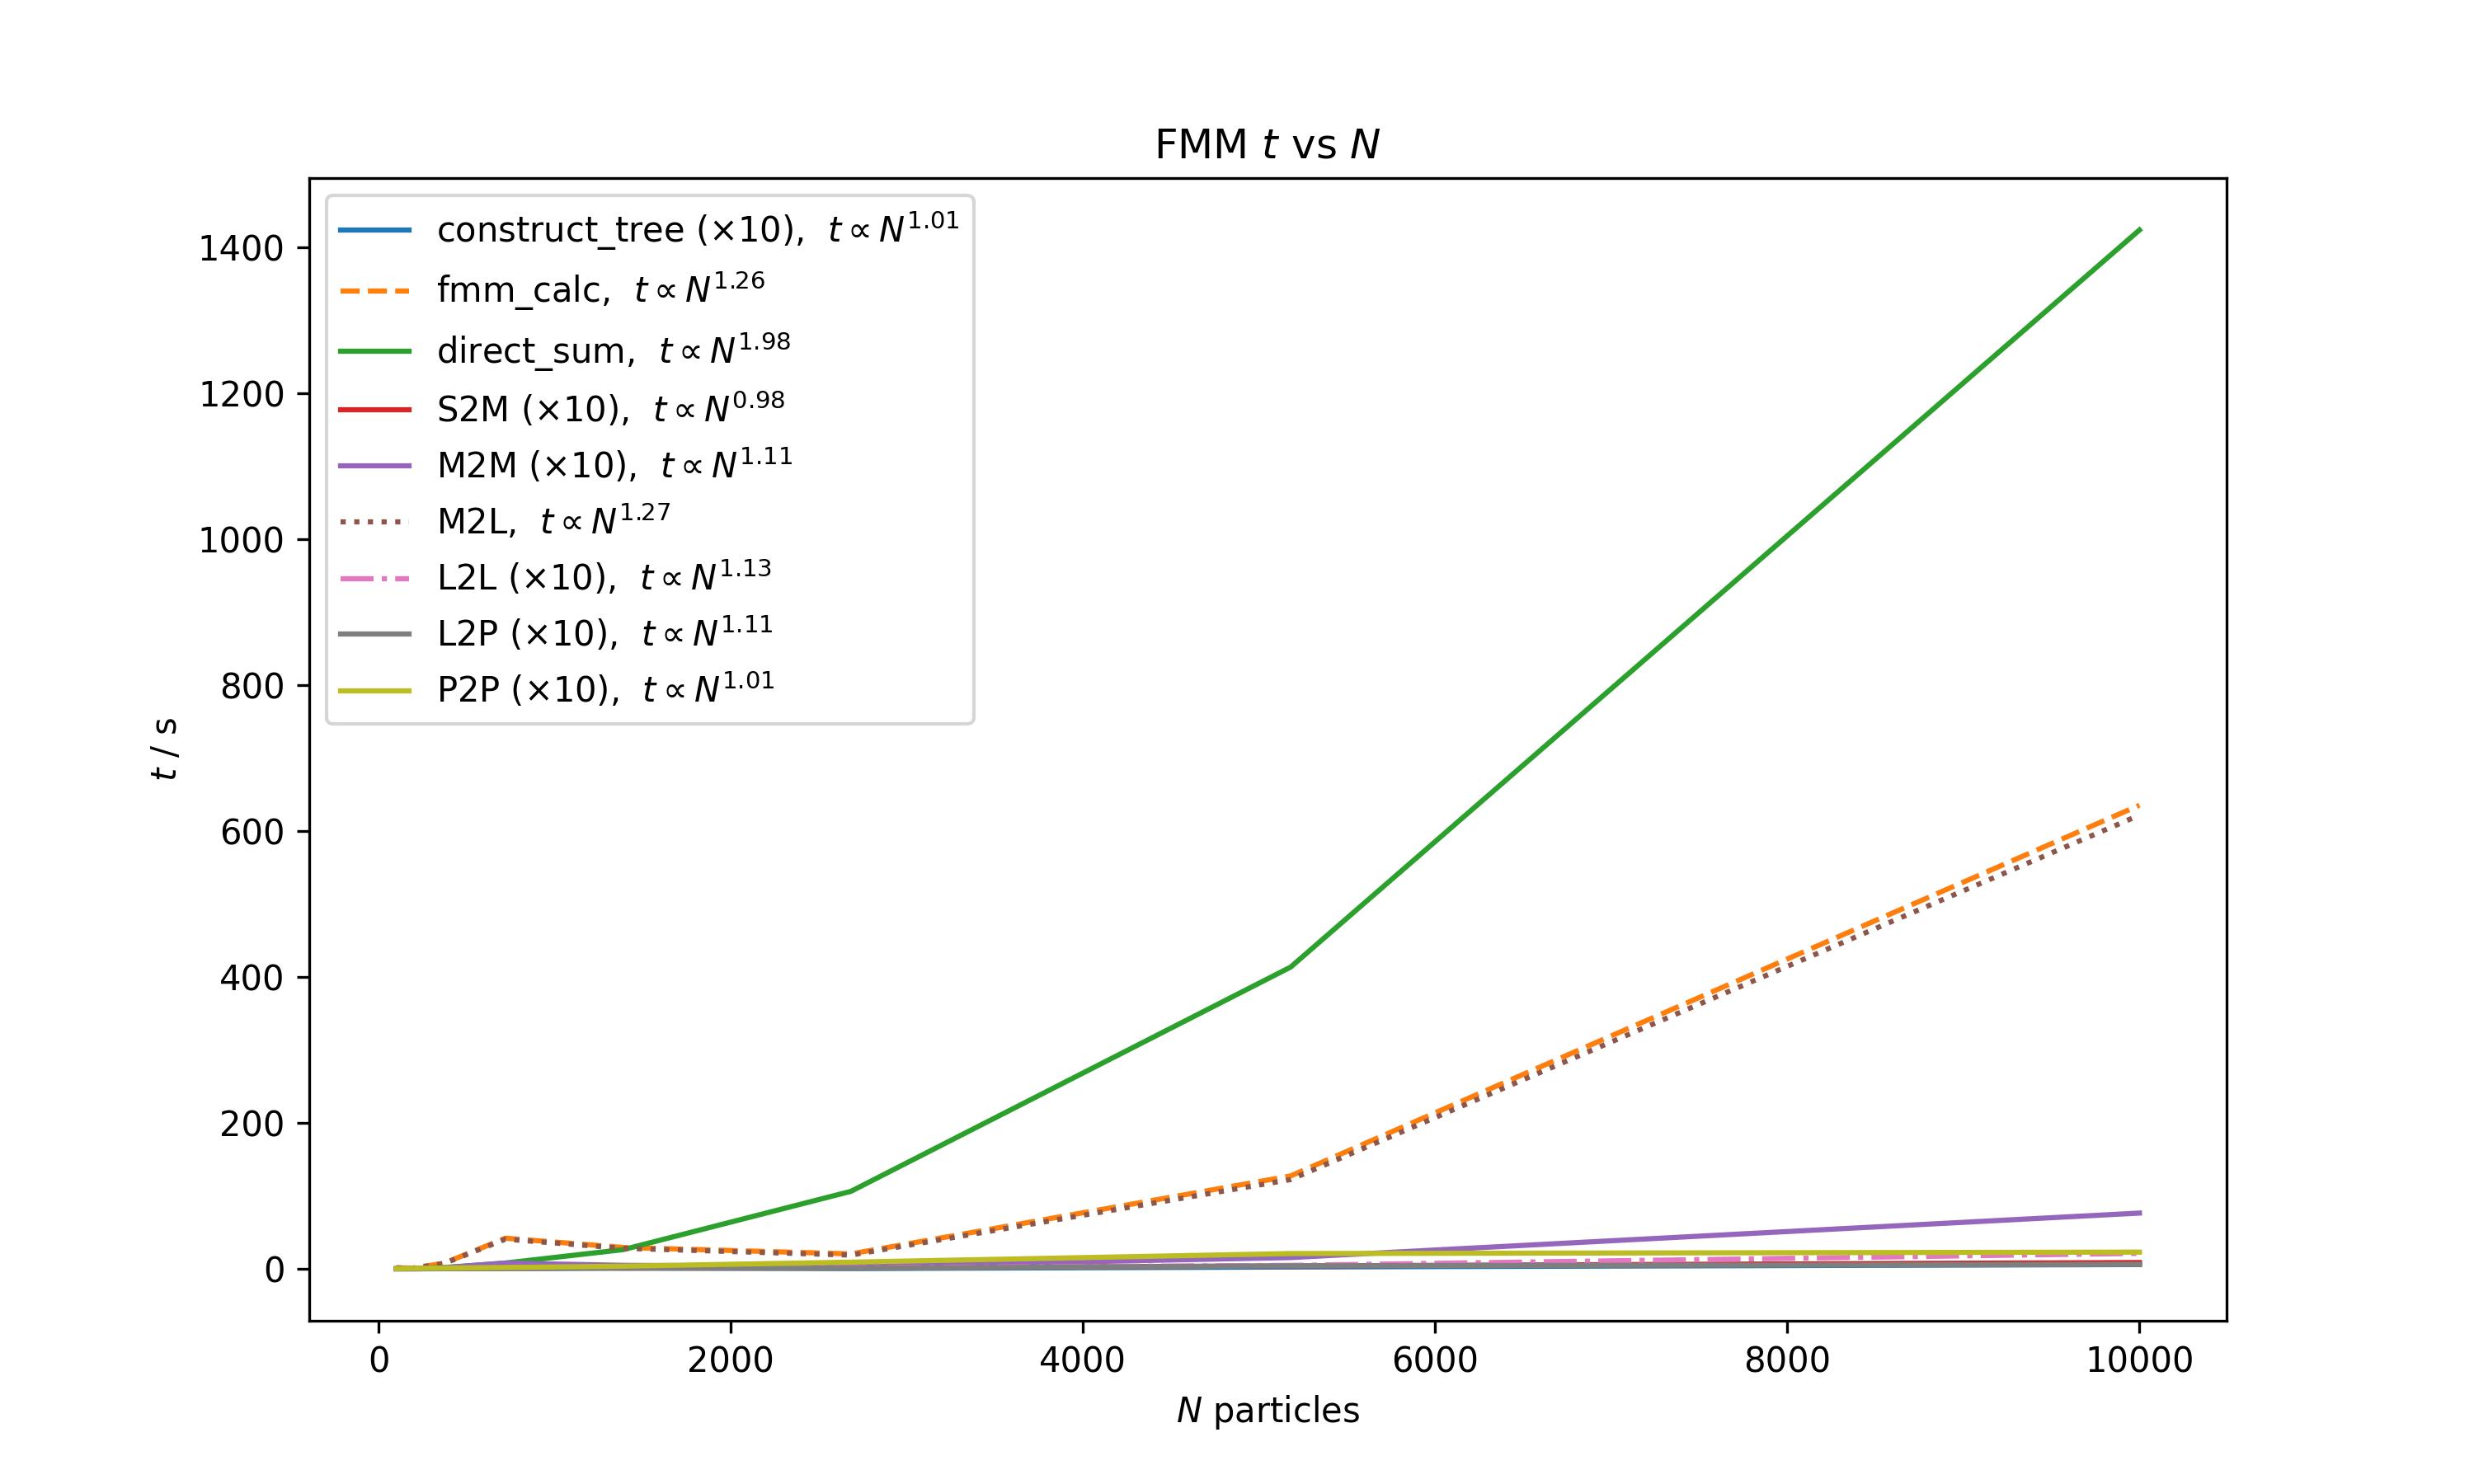 FMM t vs N
construct_tree (×10), t ∝ N^1.01
fmm_calc, t ∝ N^1.26
direct_sum, t ∝ N^1.98
S2M (×10), t ∝ N^0.98
M2M (×10), t ∝ N^1.11
M2L, t ∝ N^1.27
L2L (×10), t ∝ N^1.13
L2P (×10), t ∝ N^1.11
P2P (×10), t ∝ N^1.01
t / s
1400
1200
1000
800
600
400
200
0
0 2000 4000 6000 8000 10000
N particles